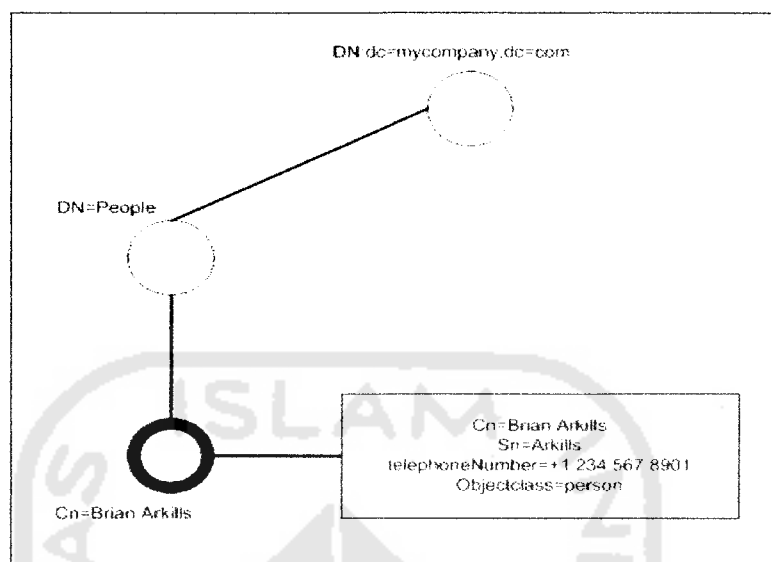 DN:dc=mycompany,dc=com
DN=People
Cn=Brian Arkills
Sn=Arkills
telephoneNumber=+1 234 567 8901
Objectclass=person
Cn=Brian Arkills
ISLAM